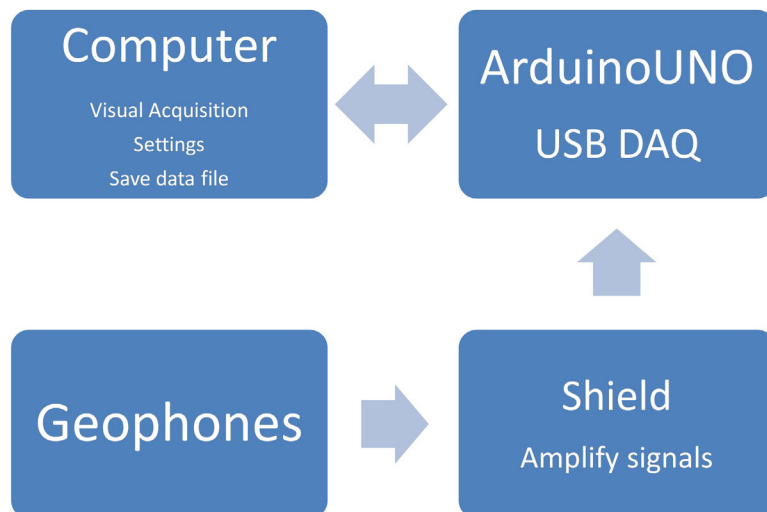 Computer
Visual Acquisition
Settings
Save data file
ArduinoUNO
USB DAQ
Geophones
Shield
Amplify signals